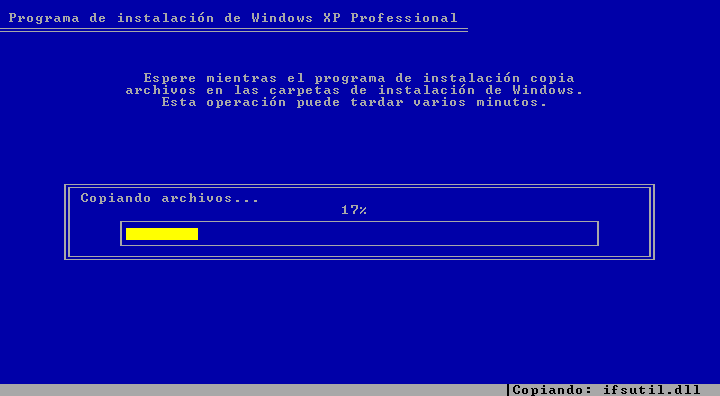 Programa de instalación de Windows XP Professional
Espere mientras el programa de instalación copia
archivos en las carpetas de instalación de Windows.
Esta operación puede tardar varios minutos.
Copiando archivos...
17%
Copiando: ifsutil.dll